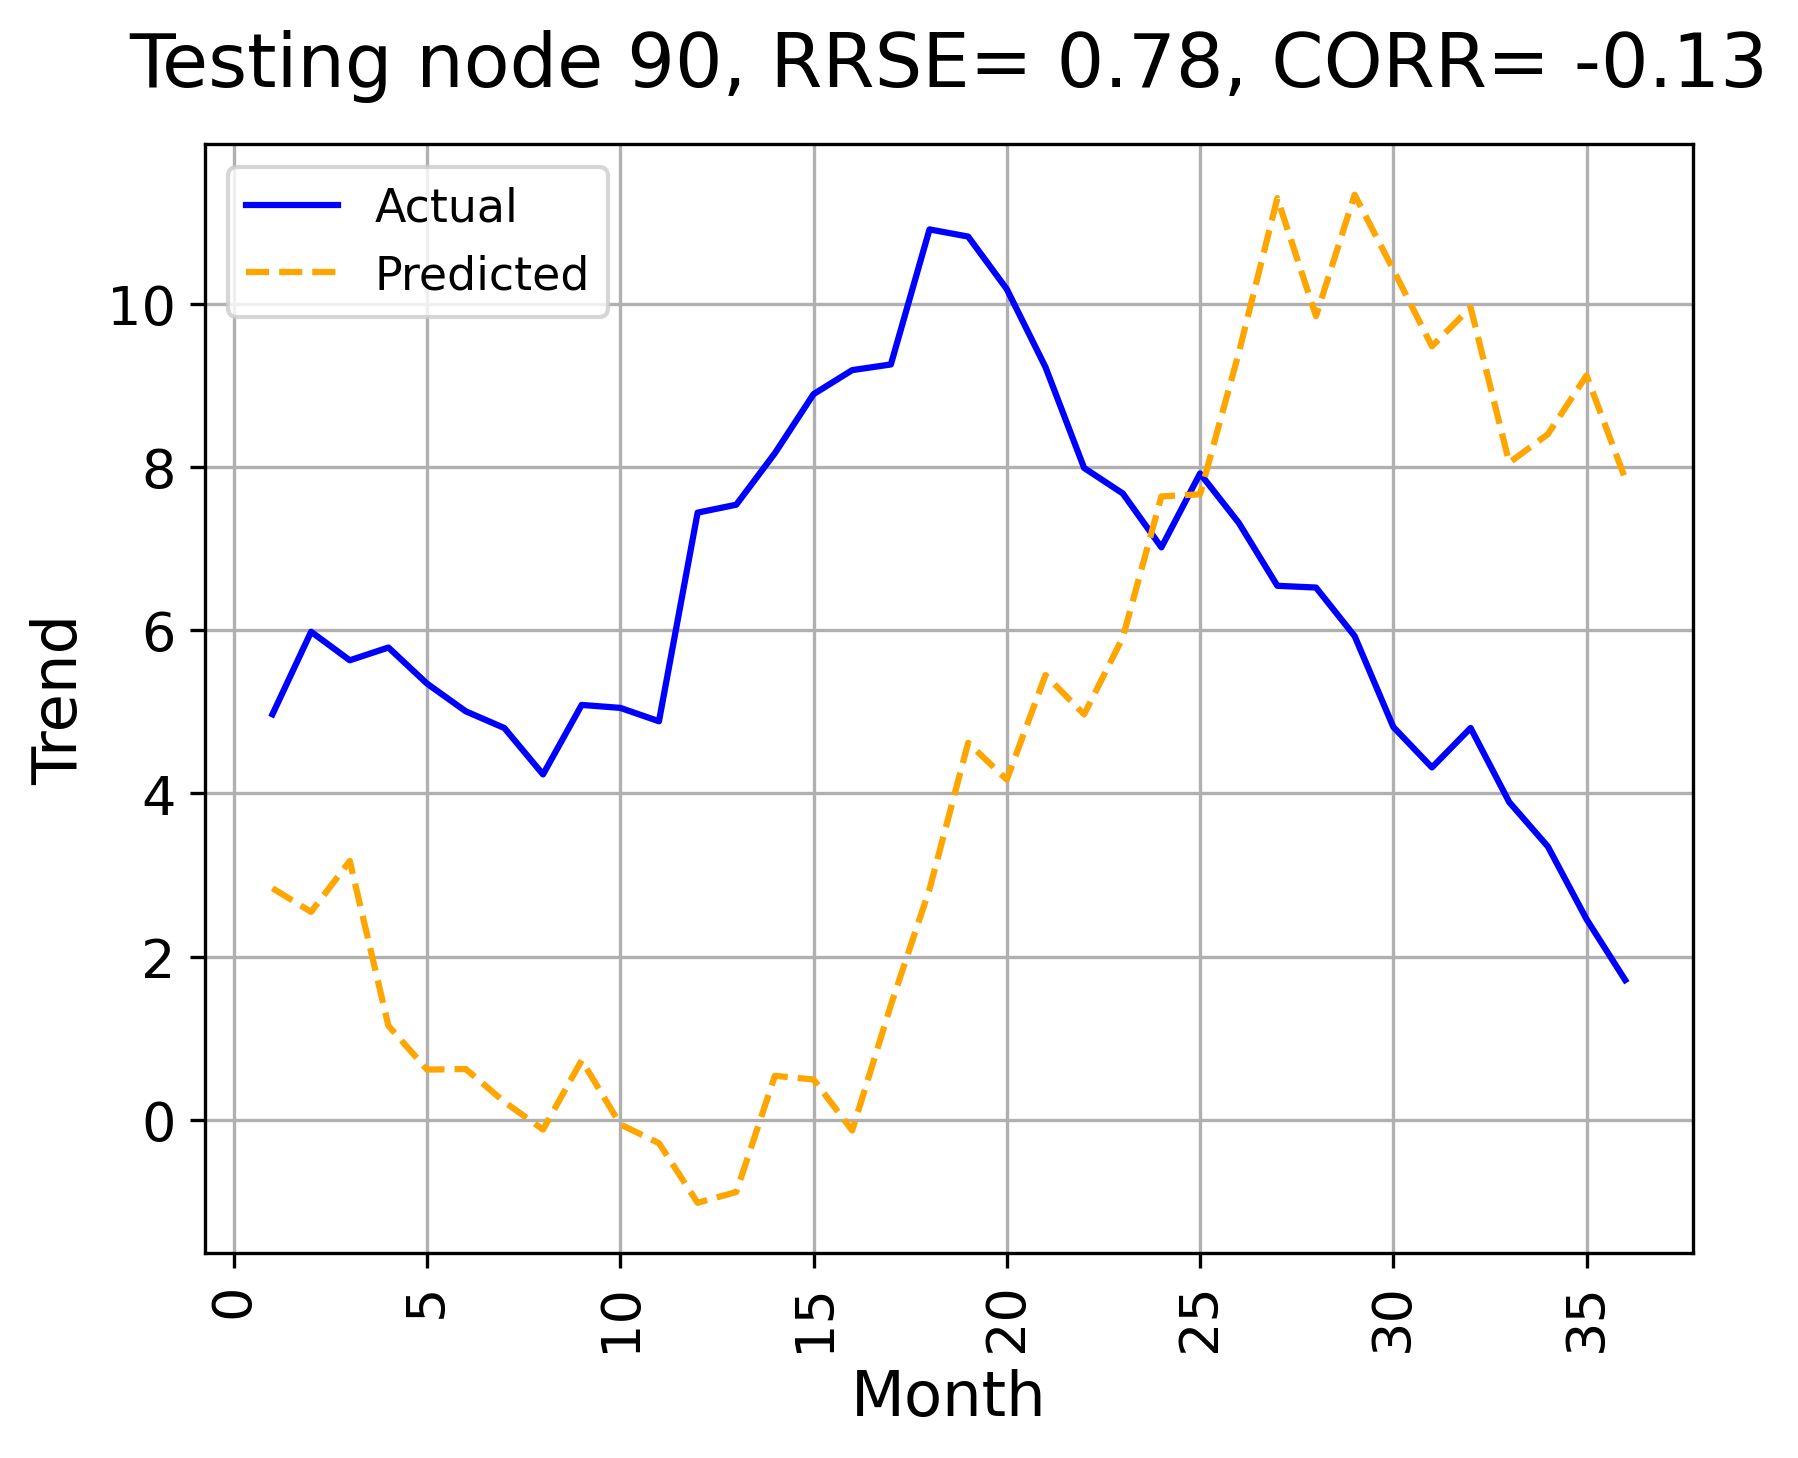 Testing node 90, RRSE= 0.78, CORR= -0.13
Actual
Predicted
10
8
6
4
2
0
Trend
0 5 10 15 20 25 30 35
Month